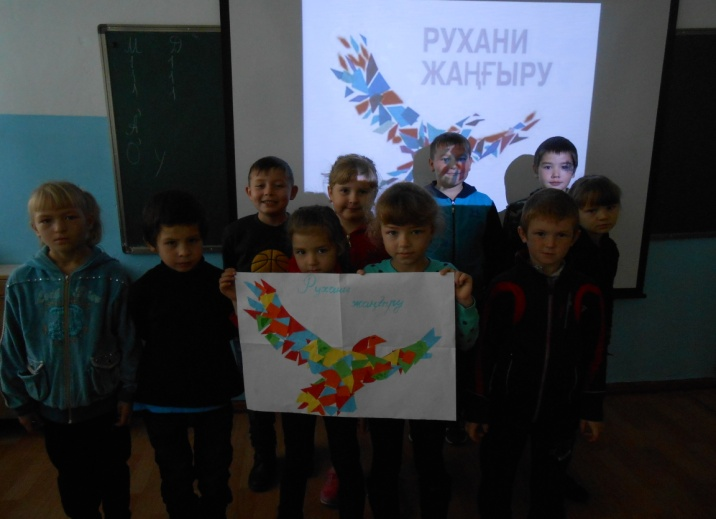 РУХАНИ
ЖАҢҒЫРУ
М Д
А
О У
Рухани
жаңғыру